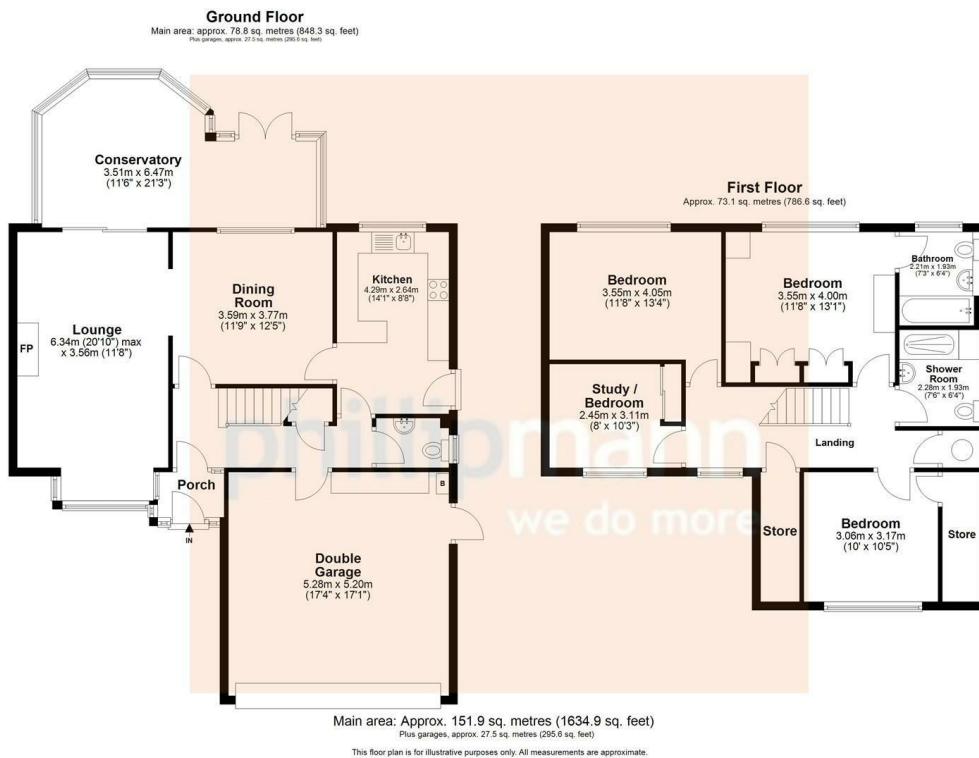 Ground Floor
Main area: approx. 78.8 sq. metres (848.3 sq. feet)
Plus garages, approx. 27.5 sq. metres (295.6 sq. feet)
Conservatory
3.51m x 6.47m
(11'6" x 21'3")
Lounge
6.34m (20'10") max
x 3.56m (11'8")
FP
Dining
Room
3.59m x 3.77m
(11'9" x 12'5")
Kitchen
4.29m x 2.64m
(14'1" x 8'8")
Porch
IN
B
Double
Garage
5.28m x 5.20m
(17'4" x 17'1")
First Floor
Approx. 73.1 sq. metres (786.6 sq. feet)
Bedroom
3.55m x 4.05m
(11'8" x 13'4")
Bedroom
3.55m x 4.00m
(11'8" x 13'1")
Bathroom
2.21m x 1.93m
(7'3" x 6'4")
Shower
Room
2.28m x 1.93m
(7'6" x 6'4")
Study /
Bedroom
2.45m x 3.11m
(8' x 10'3")
Landing
Store
Bedroom
3.06m x 3.17m
(10' x 10'5")
Store
phillipmann
we do more
Main area: Approx. 151.9 sq. metres (1634.9 sq. feet)
Plus garages, approx. 27.5 sq. metres (295.6 sq. feet)
This floor plan is for illustrative purposes only. All measurements are approximate.